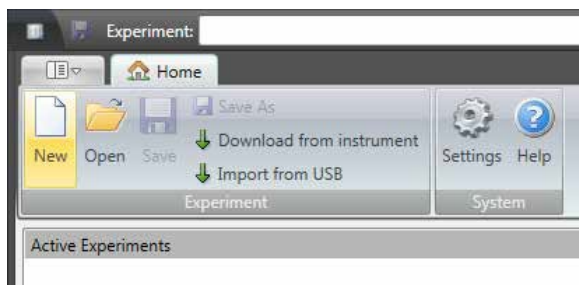 Experiment:
Home
Save As
Download from instrument
Import from USB
New Open Save
Settings Help
Experiment
System
Active Experiments